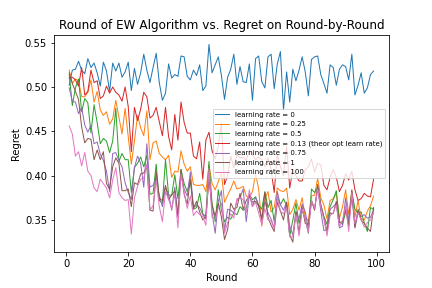 Round of EW Algorithm vs. Regret on Round-by-Round
0.55
0.50
0.45
0.40
0.35
Regret
learning rate = 0
learning rate = 0.25
learning rate = 0.5
learning rate = 0.13 (theor opt learn rate)
learning rate = 0.75
learning rate = 1
learning rate = 100
0 20 40 60 80 100
Round